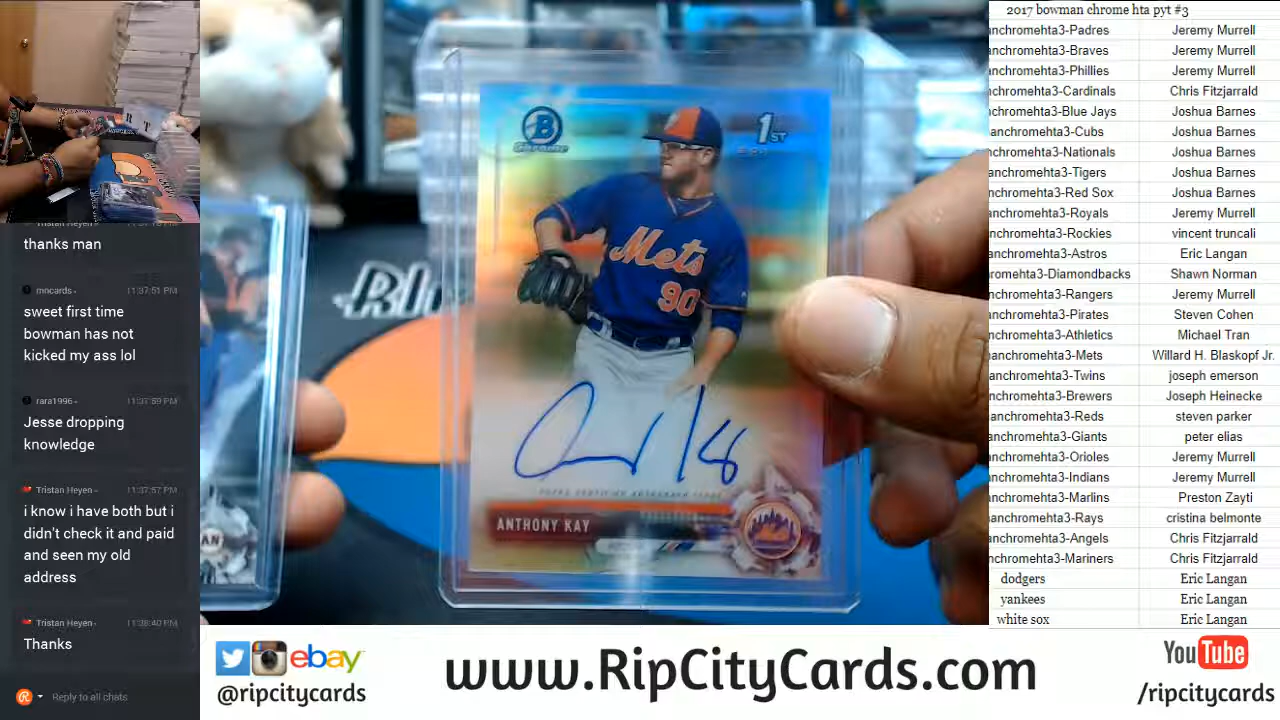 thanks man
mncards-
11:37:51 PM
sweet first time
bowman has not
kicked my ass lol
rara1996-
11:37:59 PM
Jesse dropping
knowledge
Tristan Heyen-
11:37:57 PM
i know i have both but i
didn't check it and paid
and seen my old
address
Tristan Heyen-
11:38:40 PM
Thanks
Reply to all chats
B
Chrome
1ST
Mets
90
ANTHONY KAY
2017 bowman chrome hta pyt #3
anchromehta3-Padres Jeremy Murrell
anchromehta3-Braves Jeremy Murrell
anchromehta3-Phillies Jeremy Murrell
anchromehta3-Cardinals Chris Fitzjarrald
anchromehta3-Blue Jays Joshua Barnes
anchromehta3-Cubs Joshua Barnes
anchromehta3-Nationals Joshua Barnes
anchromehta3-Tigers Joshua Barnes
anchromehta3-Red Sox Joshua Barnes
anchromehta3-Royals Jeremy Murrell
anchromehta3-Rockies vincent truncali
anchromehta3-Astros Eric Langan
romehta3-Diamondbacks Shawn Norman
nchromehta3-Rangers Jeremy Murrell
anchromehta3-Pirates Steven Cohen
nchromehta3-Athletics Michael Tran
anchromehta3-Mets Willard H. Blaskopf Jr.
anchromehta3-Twins joseph emerson
anchromehta3-Brewers Joseph Heinecke
anchromehta3-Reds steven parker
anchromehta3-Giants peter elias
anchromehta3-Orioles Jeremy Murrell
anchromehta3-Indians Jeremy Murrell
nchromehta3-Marlins Preston Zayti
anchromehta3-Rays cristina belmonte
anchromehta3-Angels Chris Fitzjarrald
nchromehta3-Mariners Chris Fitzjarrald
dodgers Eric Langan
yankees Eric Langan
white sox Eric Langan
ebay
@ripcitycards
www.RipCityCards.com
YouTube
/ripcitycards